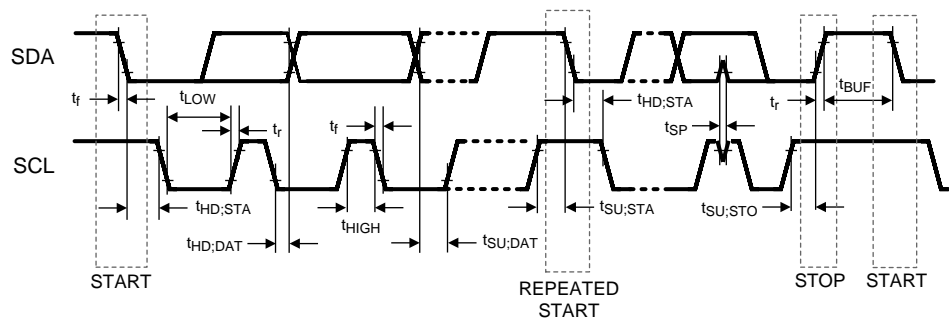 SDA
t_f
t_LOW
t_r
t_f
t_HD;STA
t_SP
t_r
t_BUF
SCL
t_HD;STA
t_HD;DAT
t_HIGH
t_SU;DAT
t_SU;STA
t_SU;STO
START
REPEATED
START
STOP
START